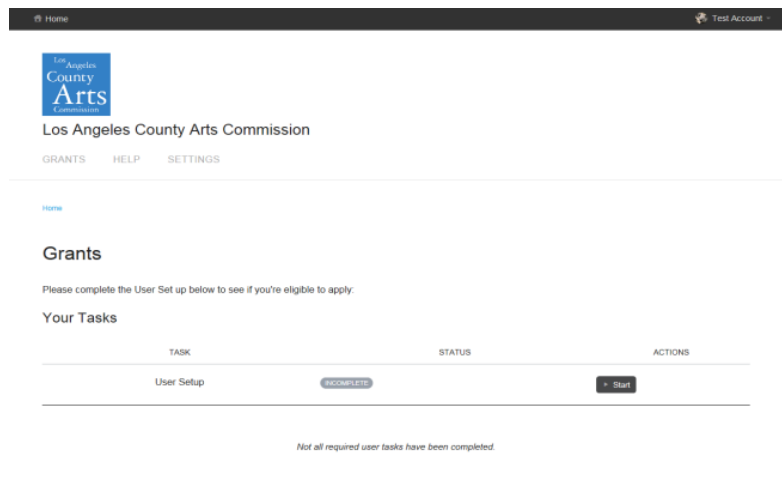 Home
Test Account
Los Angeles
County
Arts
Commission
Los Angeles County Arts Commission
GRANTS HELP SETTINGS
Home
Grants
Please complete the User Set up below to see if you're eligible to apply:
Your Tasks
TASK STATUS ACTIONS
User Setup INCOMPLETE Start
Not all required user tasks have been completed.